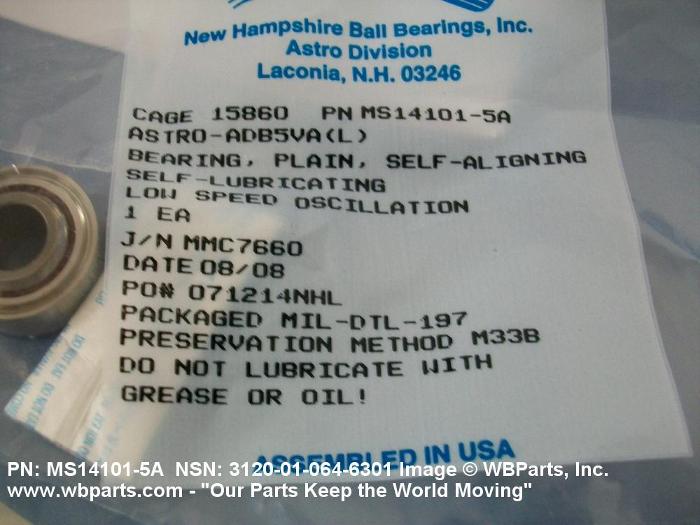 New Hampshire Ball Bearings, Inc.
Astro Division
Laconia, N.H. 03246
CAGE 15860 PN MS14101-5A
ASTRO-ADB5VA(L)
BEARING, PLAIN, SELF-ALIGNING
SELF-LUBRICATING
LOW SPEED OSCILLATION
1 EA
J/N MMC7660
DATE 08/08
PO# 071214NHL
PACKAGED MIL-DTL-197
PRESERVATION METHOD M33B
DO NOT LUBRICATE WITH
GREASE OR OIL!
ASSEMBLED IN USA
PN: MS14101-5A NSN: 3120-01-064-6301 Image © WBParts, Inc.
www.wbparts.com - "Our Parts Keep the World Moving"